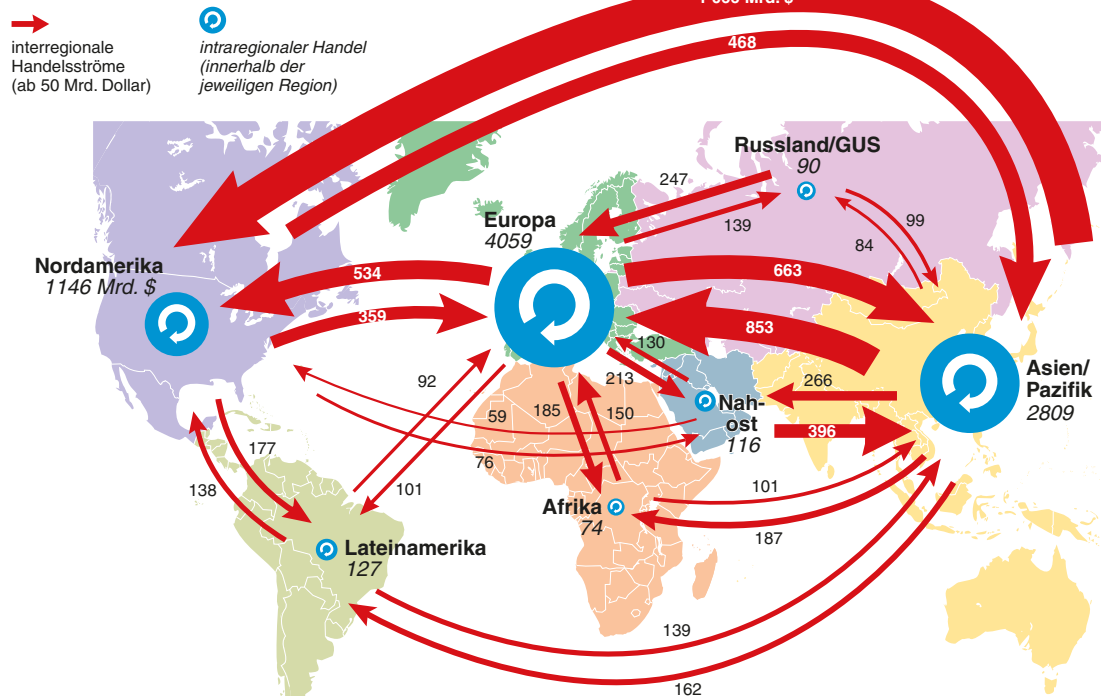 interregionale
Handelsströme
(ab 50 Mrd. Dollar)
intraregionaler Handel
(innerhalb der
jeweiligen Region)
Mrd. $
468
Russland/GUS
90
247
139
99
84
Europa
4059
Nordamerika
1146 Mrd. $
534
359
663
853
130
213
Asien/
Pazifik
2809
266
Nah-
ost
116
396
92
59
185
150
76
177
138
101
101
187
Afrika
74
Lateinamerika
127
139
162